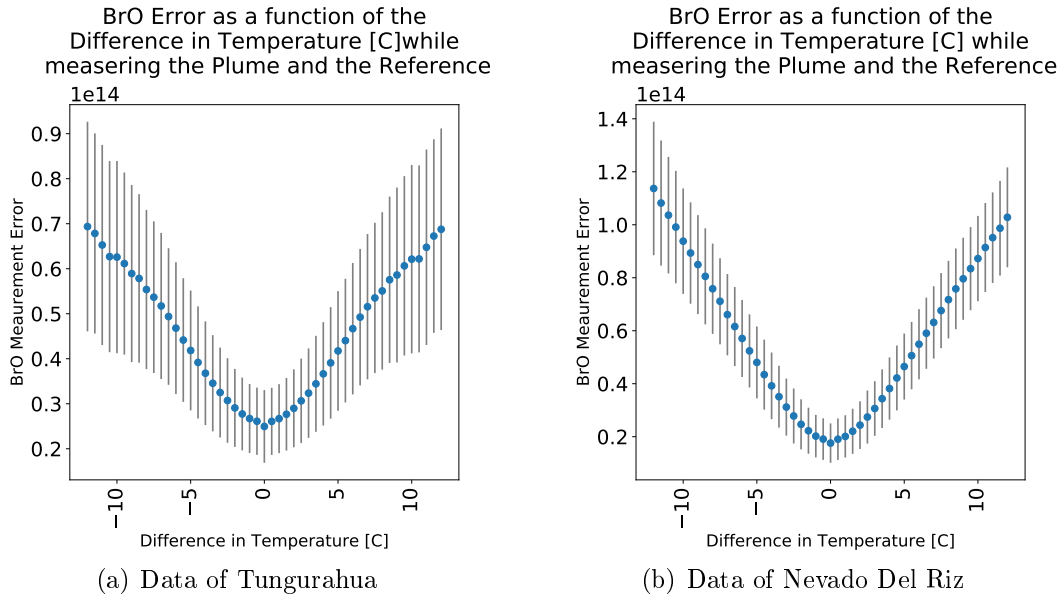 BrO Error as a function of the
Difference in Temperature [C]while
measering the Plume and the Reference
1e14
0.9
0.8
0.7
0.6
0.5
0.4
0.3
0.2
BrO Meaurement Error
−10
−5
0
5
10
Difference in Temperature [C]
(a) Data of Tungurahua
BrO Error as a function of the
Difference in Temperature [C] while
measering the Plume and the Reference
1e14
1.4
1.2
1.0
0.8
0.6
0.4
0.2
BrO Meaurement Error
−10
−5
0
5
10
Difference in Temperature [C]
(b) Data of Nevado Del Riz